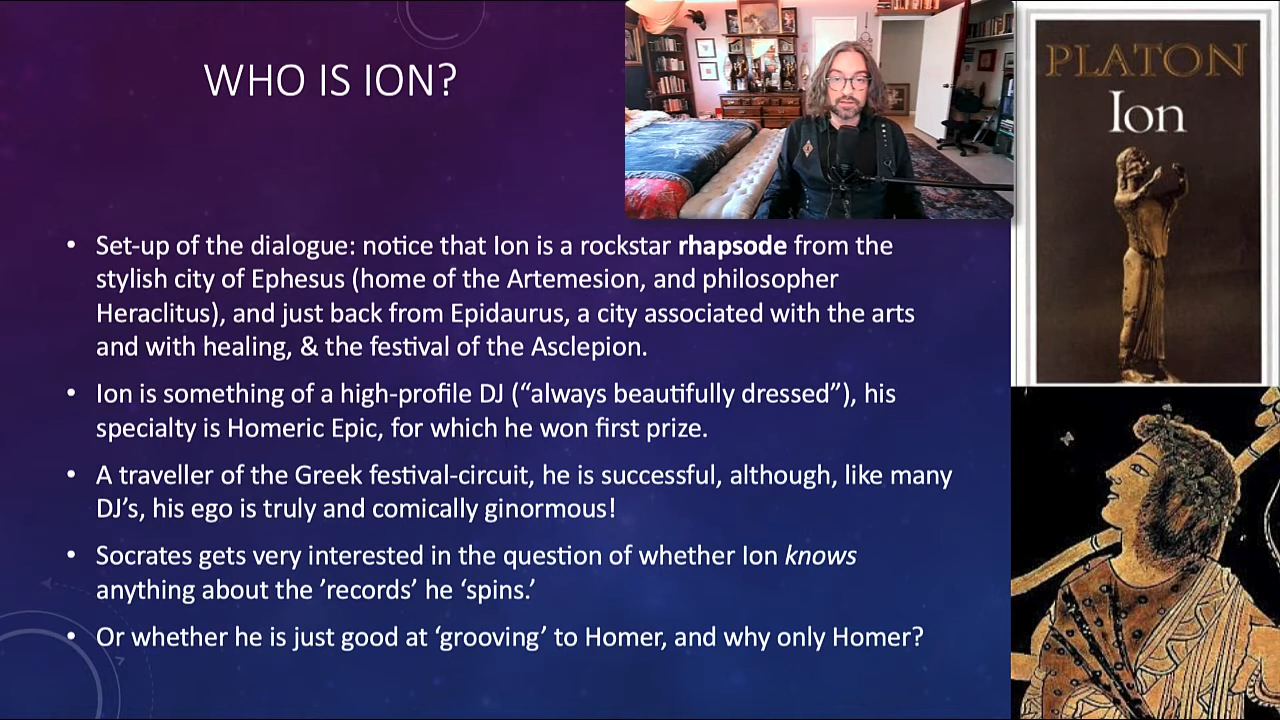 WHO IS ION?
PLATON
Ion
• Set-up of the dialogue: notice that Ion is a rockstar rhapsode from the
stylish city of Ephesus (home of the Artemesion, and philosopher
Heraclitus), and just back from Epidaurus, a city associated with the arts
and with healing, & the festival of the Asclepion.
• Ion is something of a high-profile DJ (“always beautifully dressed”), his
specialty is Homeric Epic, for which he won first prize.
• A traveller of the Greek festival-circuit, he is successful, although, like many
DJ’s, his ego is truly and comically ginormous!
• Socrates gets very interested in the question of whether Ion knows
anything about the ’records’ he ‘spins.’
• Or whether he is just good at ‘grooving’ to Homer, and why only Homer?